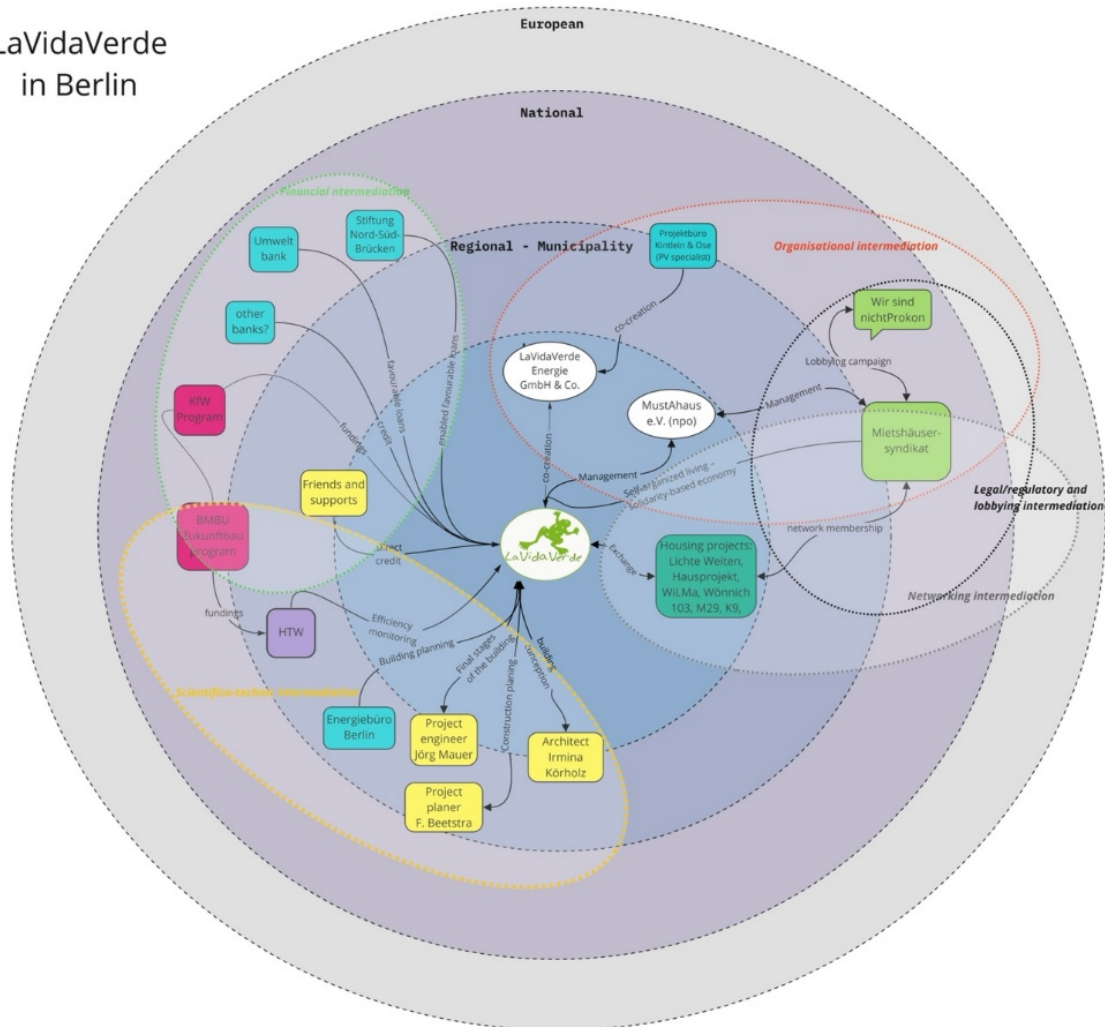 LaVidaVerde
in Berlin
European
National
Regional - Municipality
Financial ntermediation
Stiftung
Nord-Süd-
Brücken
Umwelt
bank
other
banks?
KfW
Program
BMBU
Zukunftbau
program
Friends and
supports
HTW
fundings
fundings
credit
favourable loans
enabled favourable loans
Direct
credit
Efficiency
monitoring
Building planning
Final stages
of the building
Construction planing
building
conception
Scientifico-technic intermediation
Energiebüro
Berlin
Project
engineer
Jörg Mauer
Project
planer
F. Beetstra
Architect
Irmina
Körholz
Projektbüro
Kintlein & Ose
(PV specialist)
co-creation
LaVidaVerde
Energie
GmbH & Co.
co-creation
MustAhaus
e.V. (npo)
Management
Management
Self-organized living –
solidarity-based economy
LaVidaVerde
Exchange
Housing projects:
Lichte Weiten,
Hausprojekt,
WiLMa, Wönnich
103, M29, K9,
network membership
Organisational intermediation
Wir sind
nichtProkon
Lobbying campaign
Mietshäuser-
syndikat
Legal/regulatory and
lobbying intermediation
Networking intermediation